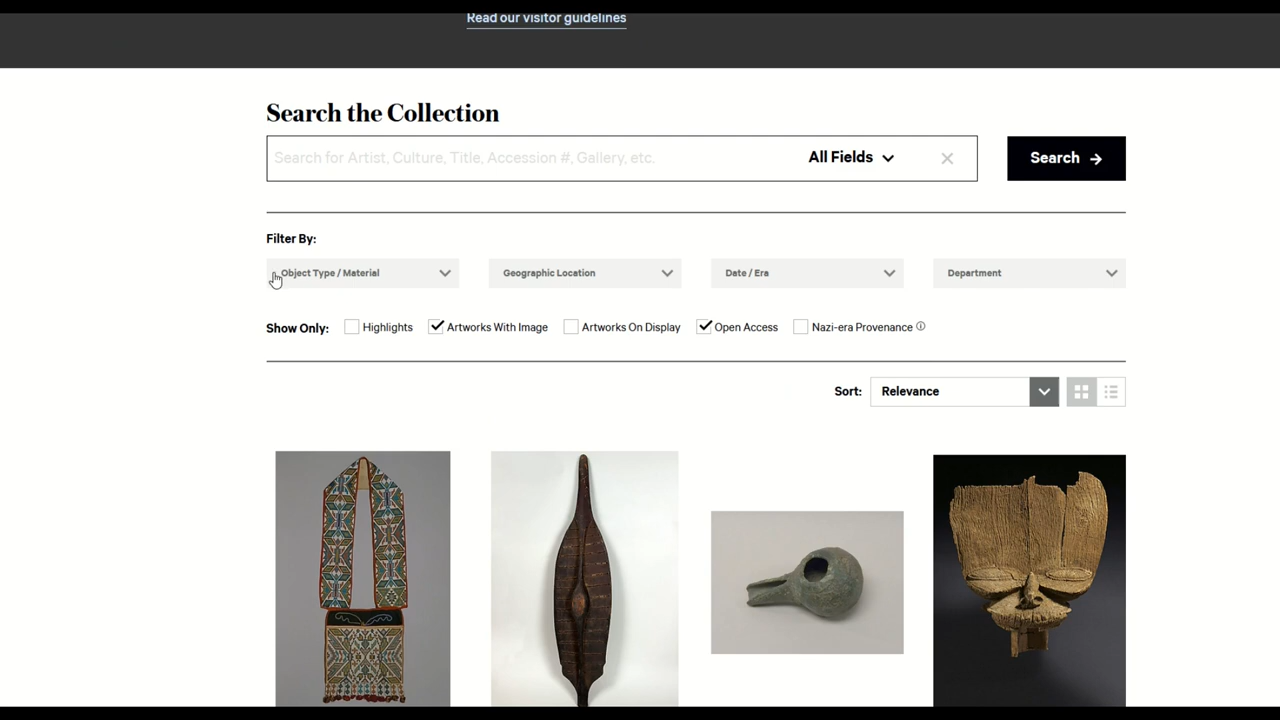 Read our visitor guidelines
Search the Collection
Search for Artist, Culture, Title, Accession #, Gallery, etc.
All Fields
Search
Filter By:
Object Type / Material
Geographic Location
Date / Era
Department
Show Only:
Highlights
Artworks With Image
Artworks On Display
Open Access
Nazi-era Provenance
Sort:
Relevance